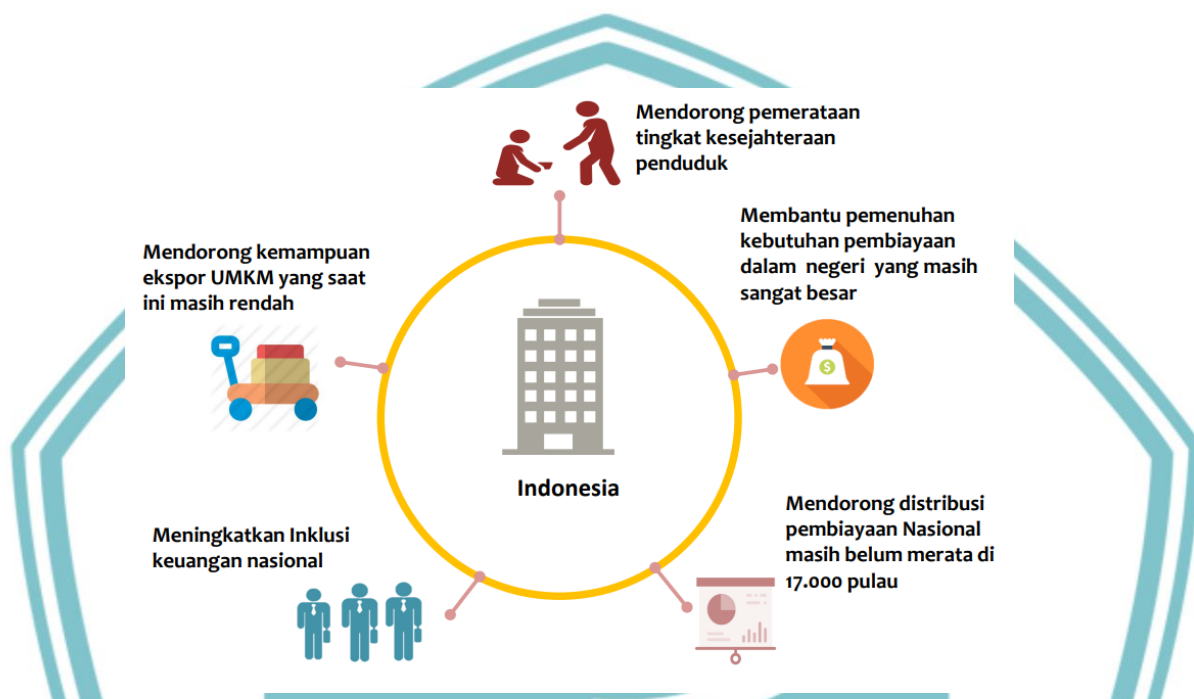 Mendorong pemerataan
tingkat kesejahteraan
penduduk
Membantu pemenuhan
kebutuhan pembiayaan
dalam negeri yang masih
sangat besar
Mendorong kemampuan
ekspor UMKM yang saat
ini masih rendah
$
Indonesia
Mendorong distribusi
pembiayaan Nasional
masih belum merata di
17.000 pulau
Meningkatkan Inklusi
keuangan nasional